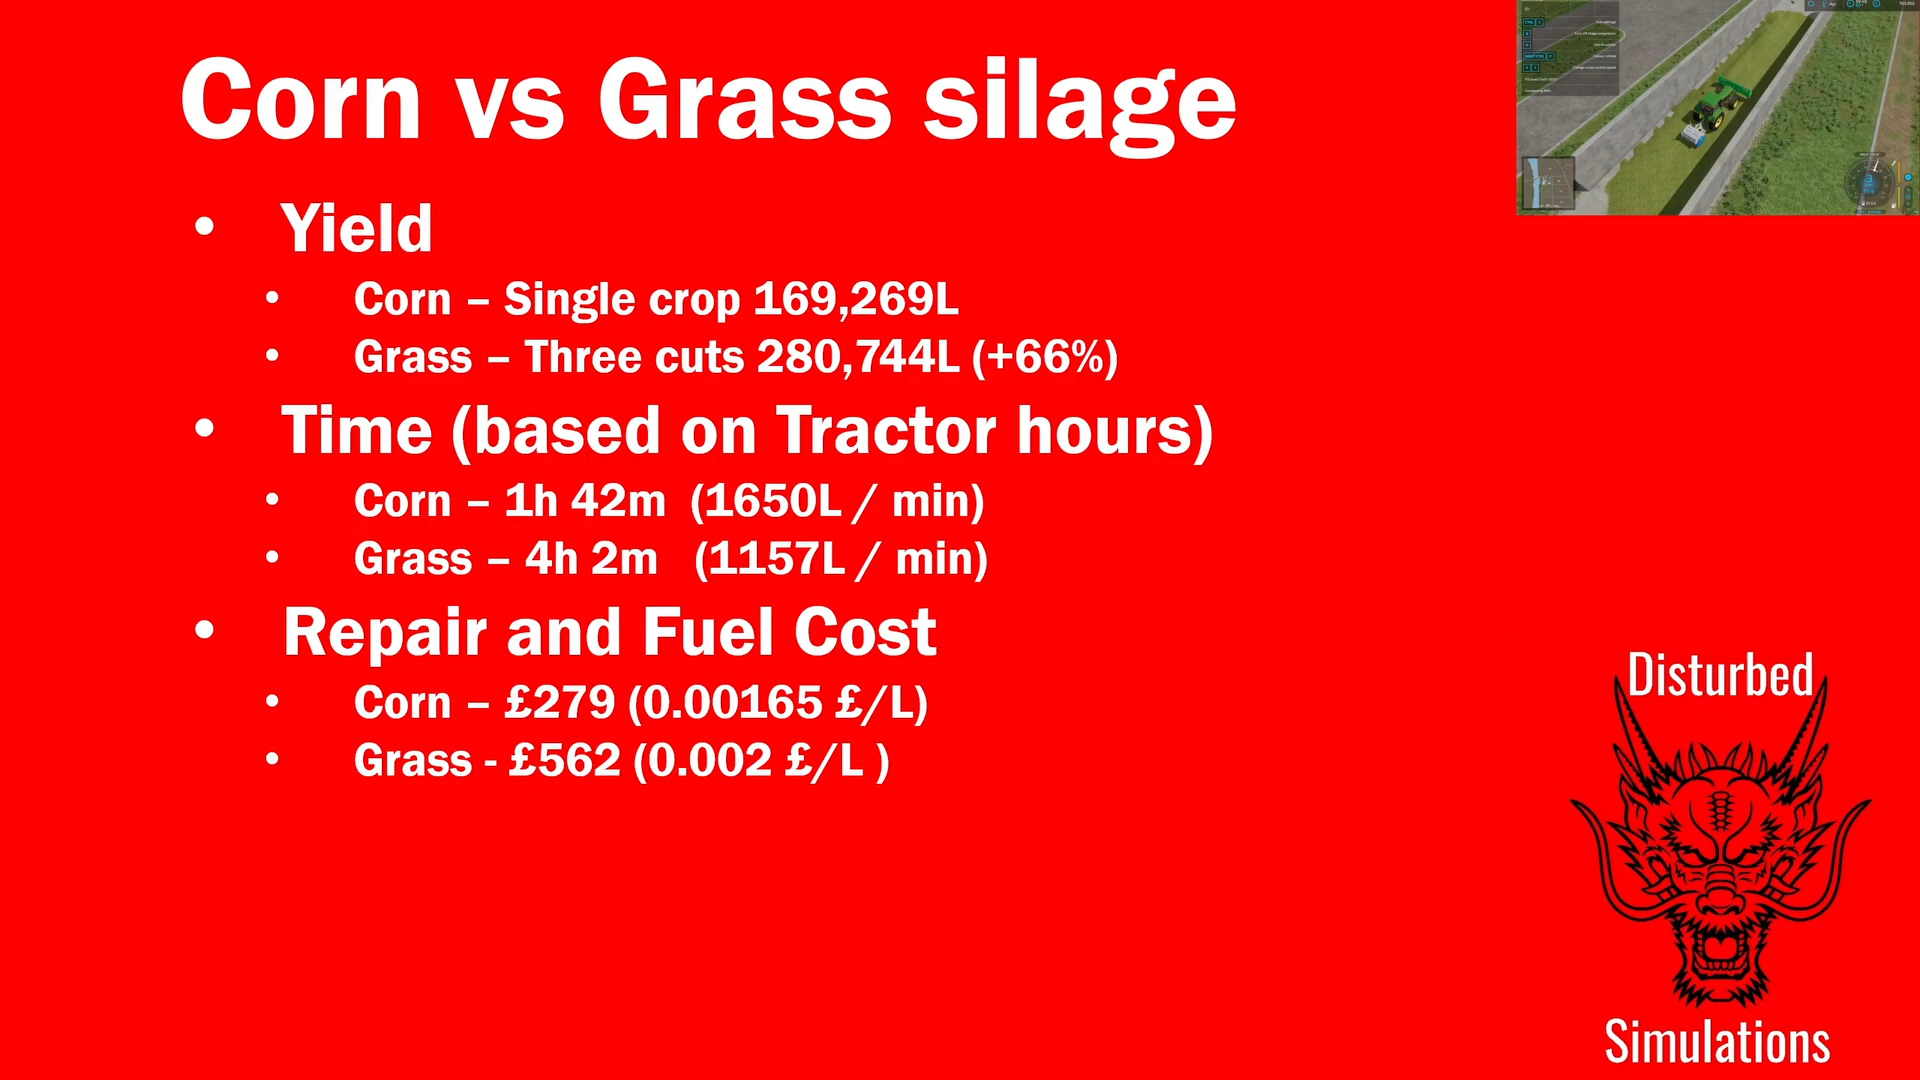 Corn vs Grass silage
• Yield
• Corn – Single crop 169,269L
• Grass – Three cuts 280,744L (+66%)
• Time (based on Tractor hours)
• Corn – 1h 42m (1650L / min)
• Grass – 4h 2m (1157L / min)
• Repair and Fuel Cost
• Corn – £279 (0.00165 £/L)
• Grass - £562 (0.002 £/L )
Disturbed
Simulations